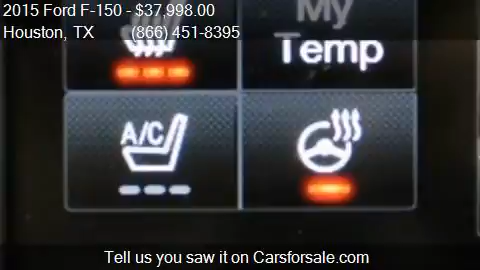 2015 Ford F-150 - $37,998.00
Houston, TX (866) 451-8395
My
Temp
A/C
Tell us you saw it on Carsforsale.com